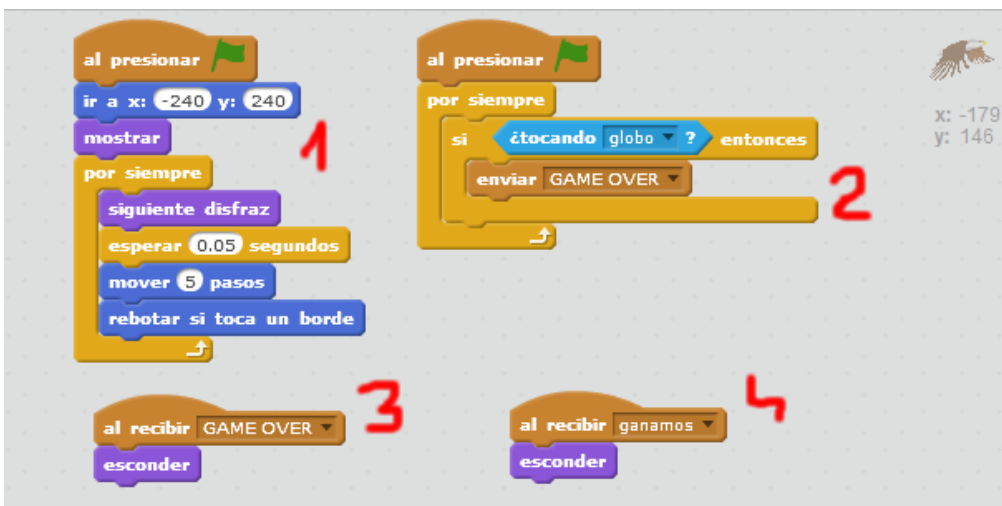 al presionar
ir a x: -240 y: 240
mostrar
por siempre
siguiente disfraz
esperar 0.05 segundos
mover 5 pasos
rebotar si toca un borde
1
al presionar
por siempre
si ¿tocando globo ? entonces
enviar GAME OVER
2
x: -179
y: 146
al recibir GAME OVER
esconder
3
al recibir ganamos
esconder
4